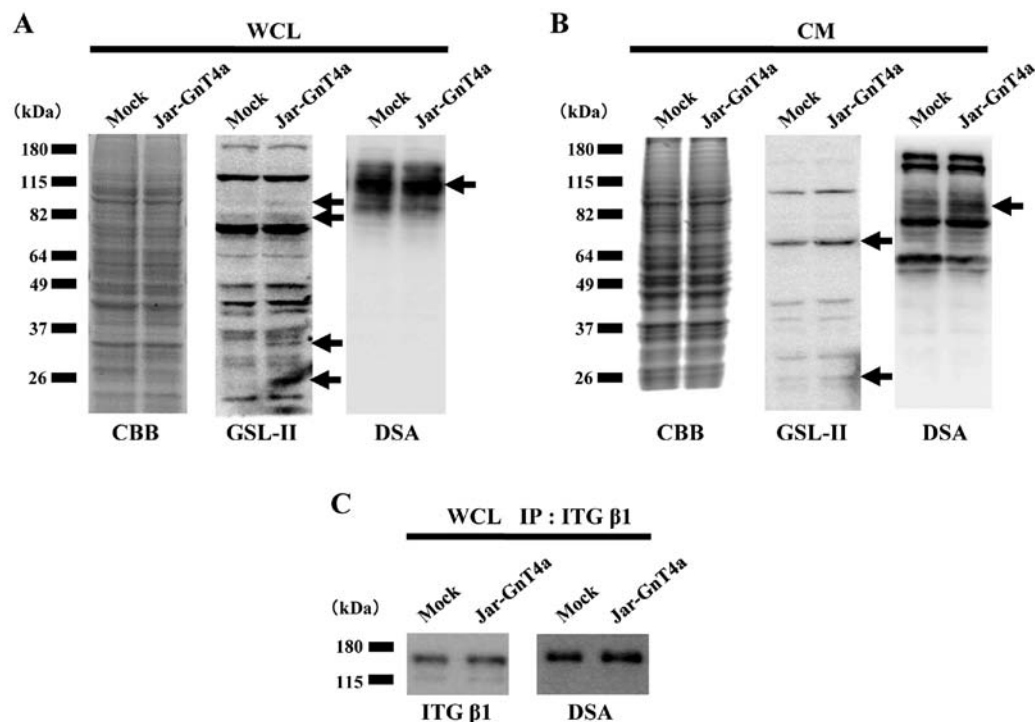 A
WCL
(kDa)
Mock
Jar-GnT4a
Mock
Jar-GnT4a
Mock
Jar-GnT4a
180
115
82
64
49
37
26
CBB
GSL-II
DSA
B
CM
(kDa)
Mock
Jar-GnT4a
Mock
Jar-GnT4a
Mock
Jar-GnT4a
180
115
82
64
49
37
26
CBB
GSL-II
DSA
C
WCL IP : ITG β1
(kDa)
Mock
Jar-GnT4a
Mock
Jar-GnT4a
180
115
ITG β1
DSA